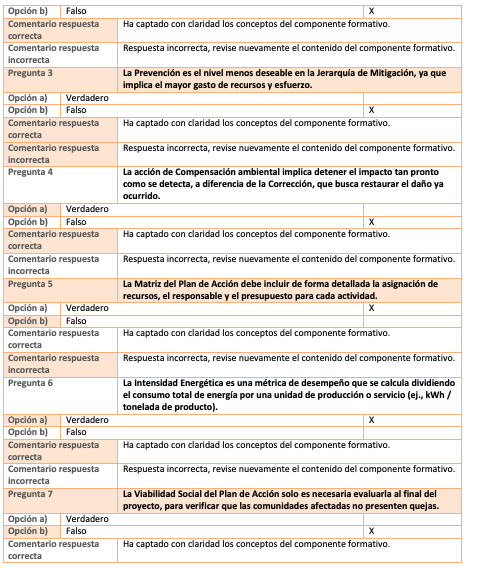 Opción b) Falso X
Comentario respuesta Ha captado con claridad los conceptos del componente formativo.
correcta
Comentario respuesta Respuesta incorrecta, revise nuevamente el contenido del componente formativo.
incorrecta
Pregunta 3 La Prevención es el nivel menos deseable en la Jerarquía de Mitigación, ya que
implica el mayor gasto de recursos y esfuerzo.
Opción a) Verdadero
Opción b) Falso X
Comentario respuesta Ha captado con claridad los conceptos del componente formativo.
correcta
Comentario respuesta Respuesta incorrecta, revise nuevamente el contenido del componente formativo.
incorrecta
Pregunta 4 La acción de Compensación ambiental implica detener el impacto tan pronto
como se detecta, a diferencia de la Corrección, que busca restaurar el daño ya
ocurrido.
Opción a) Verdadero
Opción b) Falso X
Comentario respuesta Ha captado con claridad los conceptos del componente formativo.
correcta
Comentario respuesta Respuesta incorrecta, revise nuevamente el contenido del componente formativo.
incorrecta
Pregunta 5 La Matriz del Plan de Acción debe incluir de forma detallada la asignación de
recursos, el responsable y el presupuesto para cada actividad.
Opción a) Verdadero X
Opción b) Falso
Comentario respuesta Ha captado con claridad los conceptos del componente formativo.
correcta
Comentario respuesta Respuesta incorrecta, revise nuevamente el contenido del componente formativo.
incorrecta
Pregunta 6 La Intensidad Energética es una métrica de desempeño que se calcula dividiendo
el consumo total de energía por una unidad de producción o servicio (ej., kWh /
tonelada de producto).
Opción a) Verdadero X
Opción b) Falso
Comentario respuesta Ha captado con claridad los conceptos del componente formativo.
correcta
Comentario respuesta Respuesta incorrecta, revise nuevamente el contenido del componente formativo.
incorrecta
Pregunta 7 La Viabilidad Social del Plan de Acción solo es necesaria evaluarla al final del
proyecto, para verificar que las comunidades afectadas no presenten quejas.
Opción a) Verdadero
Opción b) Falso X
Comentario respuesta Ha captado con claridad los conceptos del componente formativo.
correcta